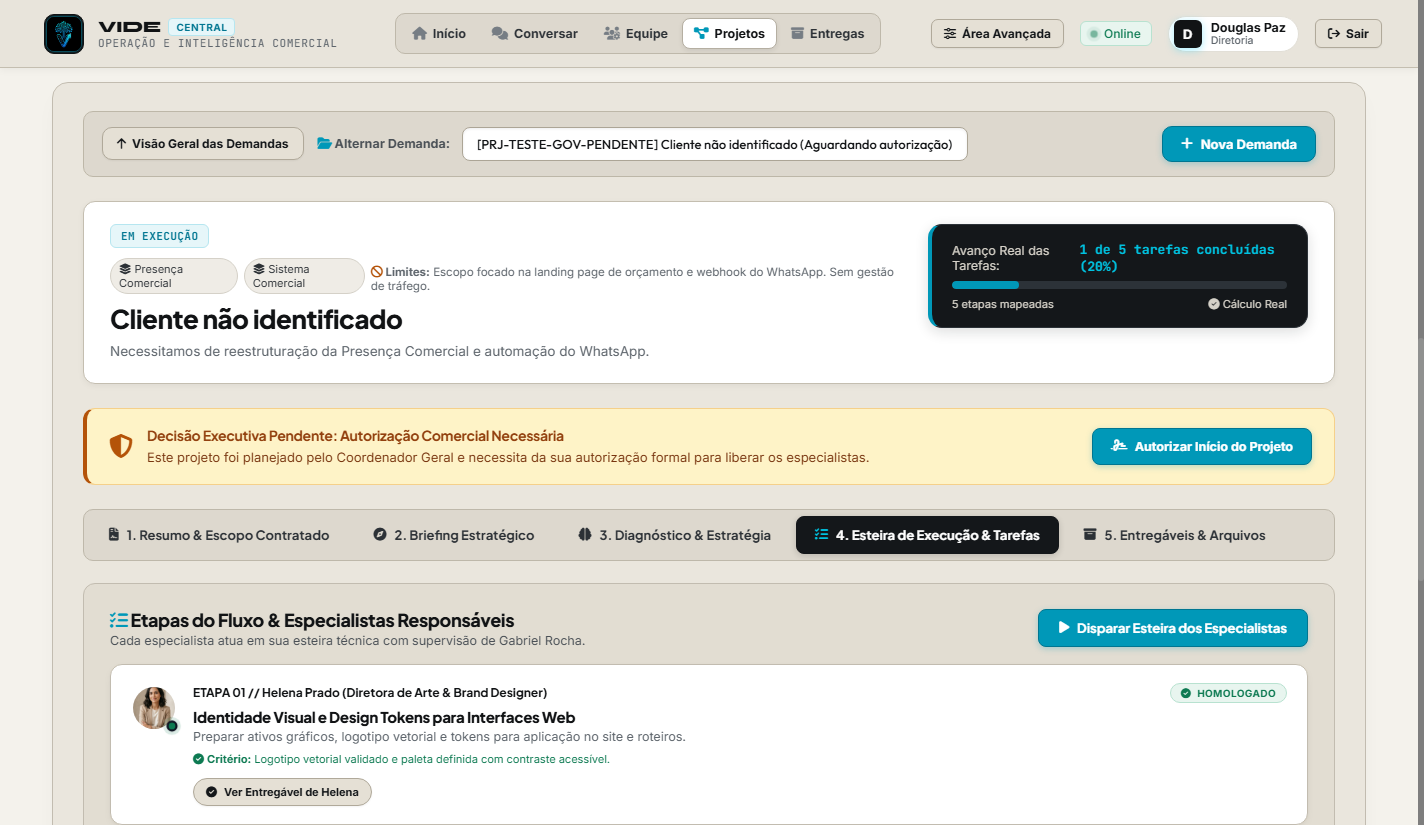 VIDE CENTRAL
OPERAÇÃO E INTELIGÊNCIA COMERCIAL
Início
Conversar
Equipe
Projetos
Entregas
Área Avançada
Online
D
Douglas Paz
Diretoria
Sair
Visão Geral das Demandas
Alternar Demanda:
[PRJ-TESTE-GOV-PENDENTE] Cliente não identificado (Aguardando autorização)
Nova Demanda
EM EXECUÇÃO
Presença
Comercial
Sistema
Comercial
Limites: Escopo focado na landing page de orçamento e webhook do WhatsApp. Sem gestão
de tráfego.
Cliente não identificado
Necessitamos de reestruturação da Presença Comercial e automação do WhatsApp.
Avanço Real das
Tarefas:
1 de 5 tarefas concluídas
(20%)
5 etapas mapeadas
Cálculo Real
Decisão Executiva Pendente: Autorização Comercial Necessária
Este projeto foi planejado pelo Coordenador Geral e necessita da sua autorização formal para liberar os especialistas.
Autorizar Início do Projeto
1. Resumo & Escopo Contratado
2. Briefing Estratégico
3. Diagnóstico & Estratégia
4. Esteira de Execução & Tarefas
5. Entregáveis & Arquivos
Etapas do Fluxo & Especialistas Responsáveis
Cada especialista atua em sua esteira técnica com supervisão de Gabriel Rocha.
Disparar Esteira dos Especialistas
ETAPA 01 // Helena Prado (Diretora de Arte & Brand Designer)
HOMOLOGADO
Identidade Visual e Design Tokens para Interfaces Web
Preparar ativos gráficos, logotipo vetorial e tokens para aplicação no site e roteiros.
Critério: Logotipo vetorial validado e paleta definida com contraste acessível.
Ver Entregável de Helena